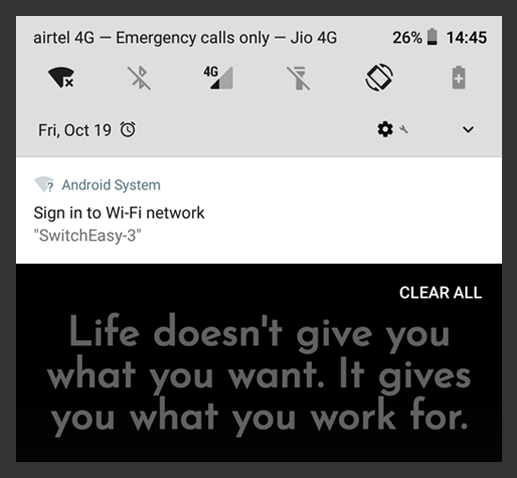 airtel 4G — Emergency calls only — Jio 4G 26% 14:45
4G
Fri, Oct 19
Android System
Sign in to Wi-Fi network
"SwitchEasy-3"
CLEAR ALL
Life doesn't give you
what you want. It gives
you what you work for.